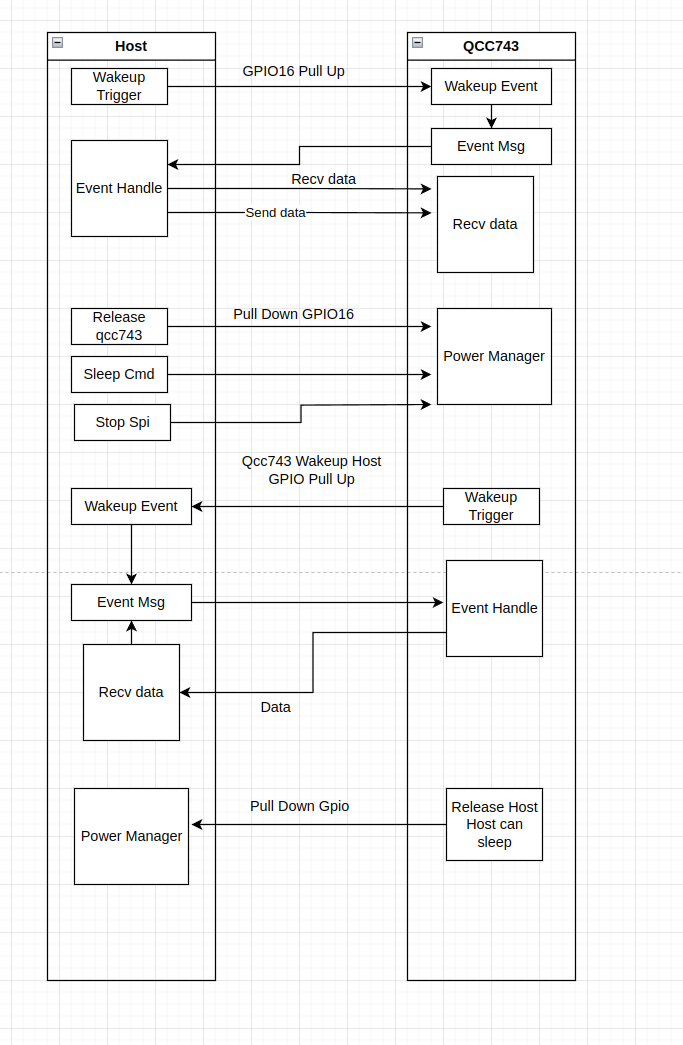 Host
QCC743
GPIO16 Pull Up
Wakeup
Trigger
Wakeup Event
Event Msg
Event Handle
Recv data
Send data
Recv data
Release
qcc743
Pull Down GPIO16
Power Manager
Sleep Cmd
Stop Spi
Qcc743 Wakeup Host
GPIO Pull Up
Wakeup Event
Wakeup
Trigger
Event Msg
Event Handle
Recv data
Data
Pull Down Gpio
Power Manager
Release Host
Host can
sleep